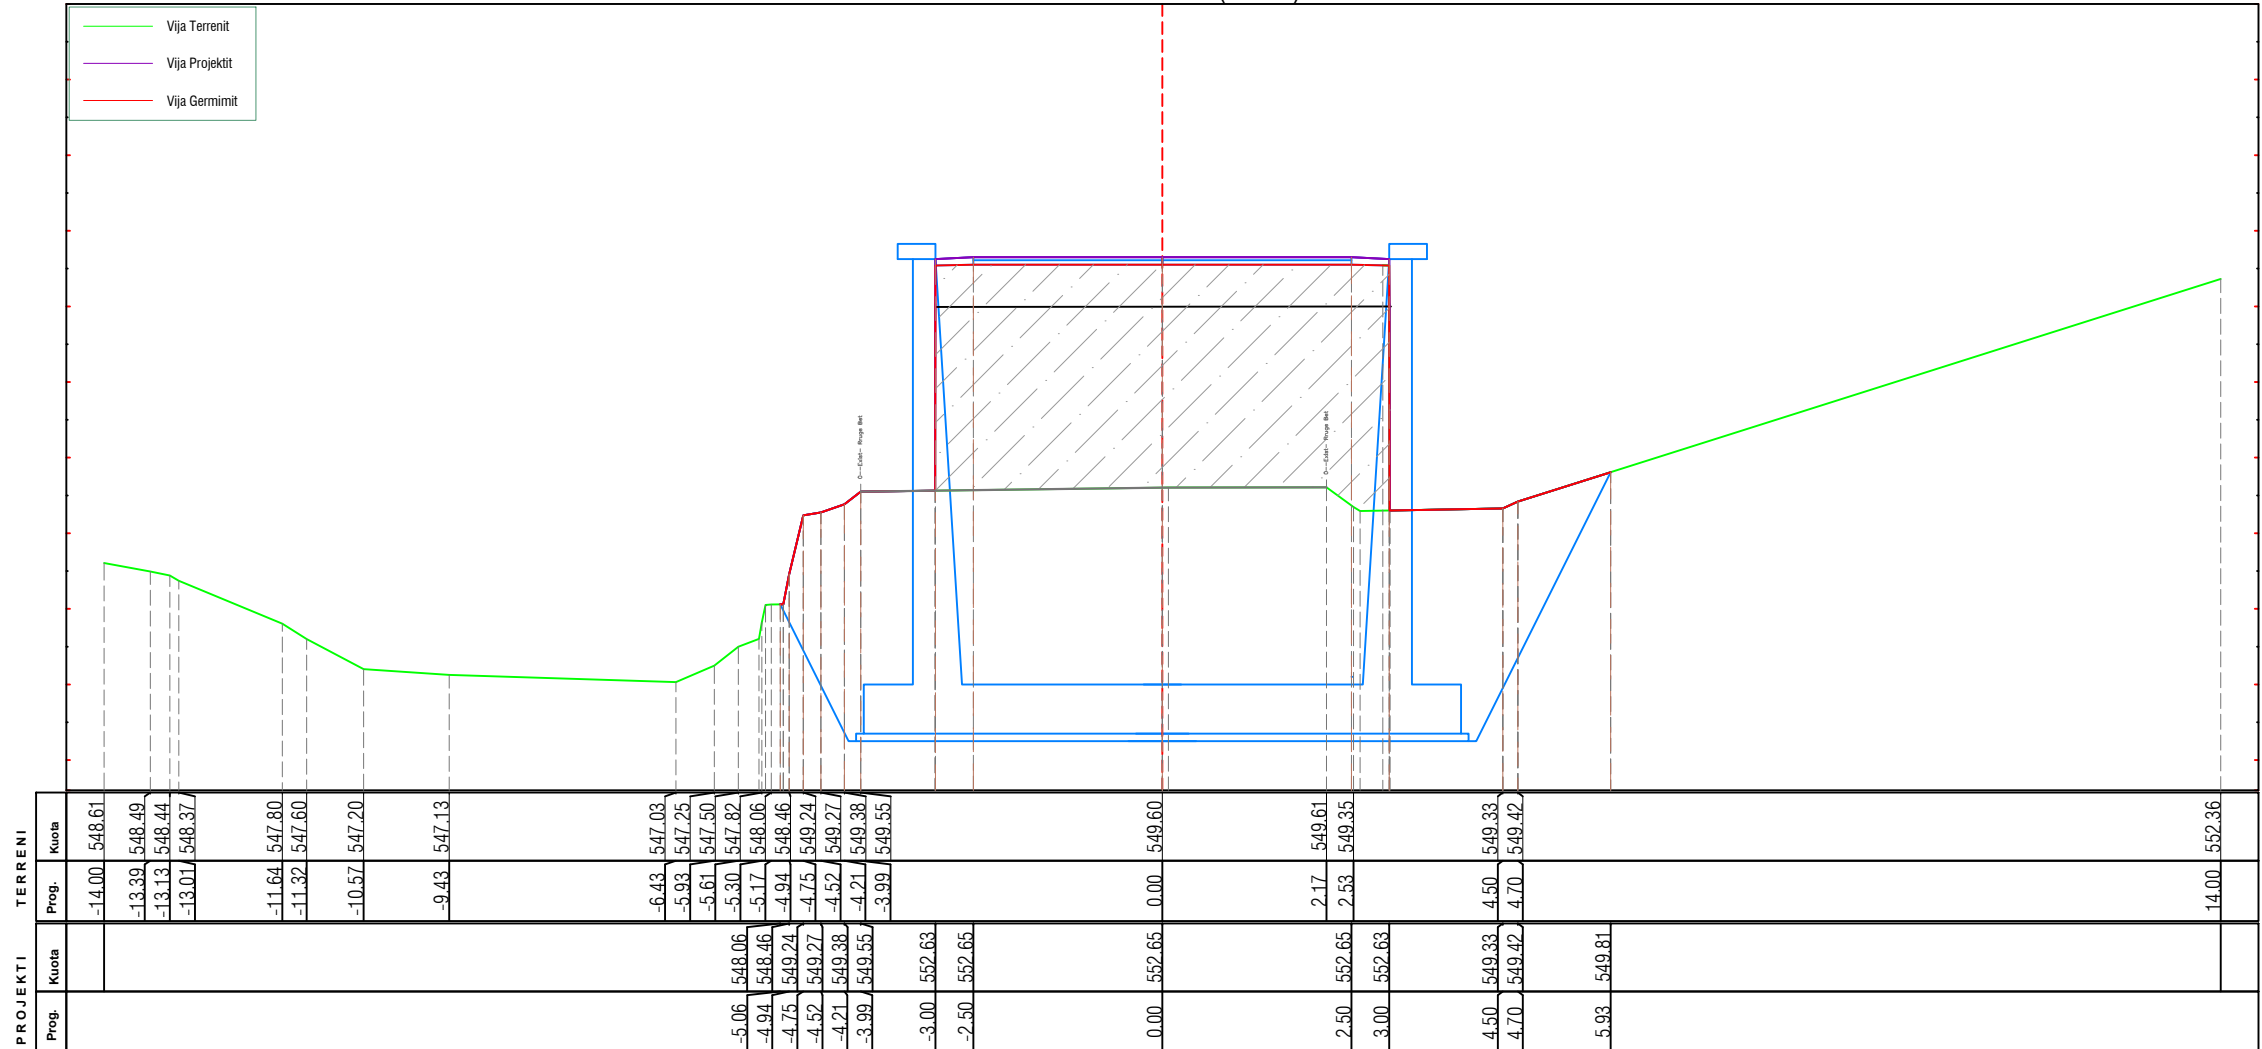 Vija Terrenit
Vija Projektit
Vija Germimit
TERRENI
Kuota
548.61 548.49 548.44 548.37 547.80 547.60 547.20 547.13 547.03 547.25 547.50 547.82 548.06 548.46 549.24 549.27 549.38 549.55 549.60 549.61 549.35 549.33 549.42 552.36
Prog.
-14.00 -13.39 -13.13 -13.01 -11.64 -11.32 -10.57 -9.43 -6.43 -5.93 -5.61 -5.30 -5.17 -4.94 -4.75 -4.52 -4.21 -3.99 0.00 2.17 2.53 4.50 4.70 14.00
PROJEKTI
Kuota
548.06 548.46 549.24 549.27 549.38 549.55 552.63 552.65 552.65 552.65 552.63 549.33 549.42 549.81
Prog.
-5.06 -4.94 -4.75 -4.52 -4.21 -3.99 -3.00 -2.50 0.00 2.50 3.00 4.50 4.70 5.93